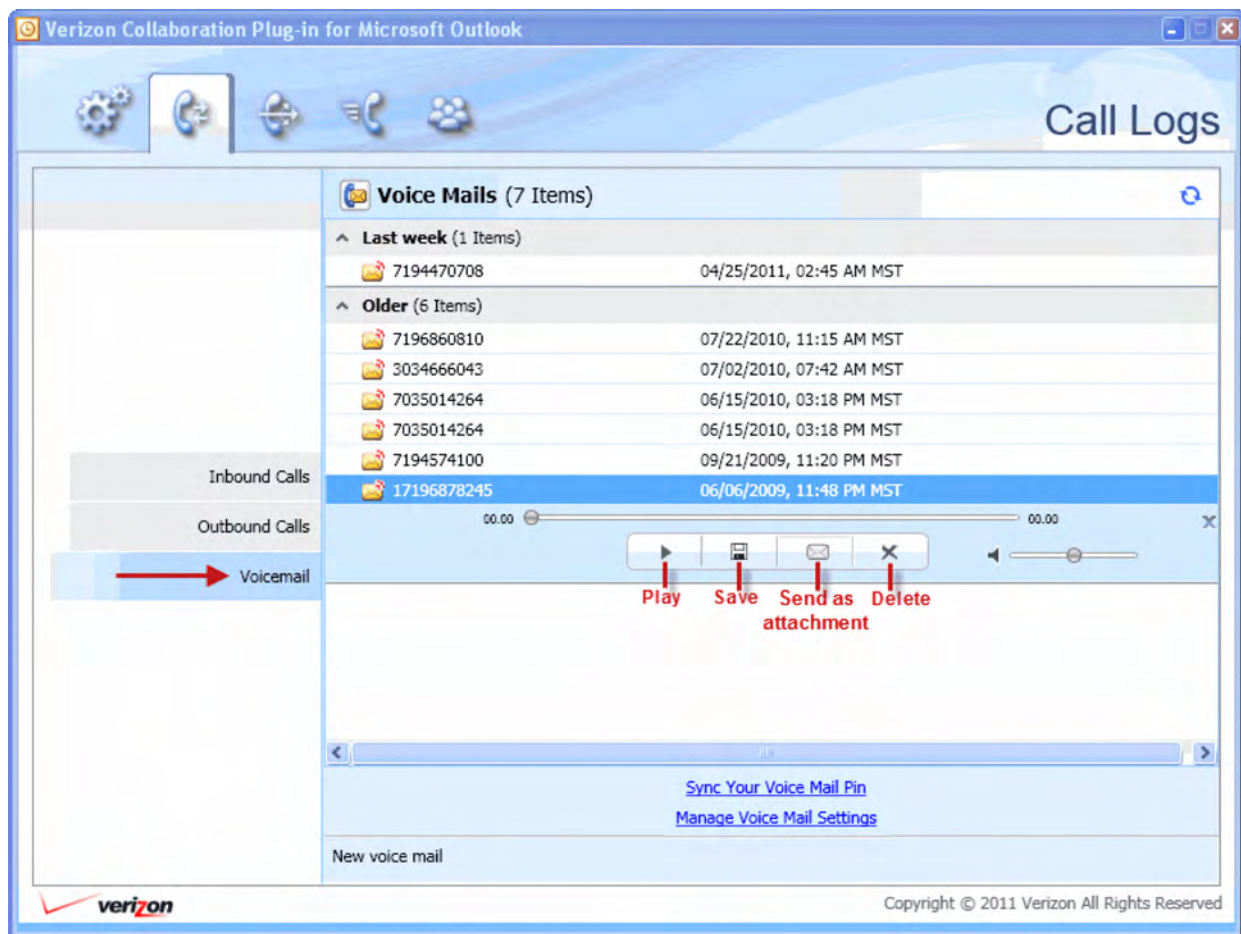 Verizon Collaboration Plug-in for Microsoft Outlook
Call Logs
Voice Mails (7 Items)
Last week (1 Items)
7194470708 04/25/2011, 02:45 AM MST
Older (6 Items)
7196860810 07/22/2010, 11:15 AM MST
3034666043 07/02/2010, 07:42 AM MST
7035014264 06/15/2010, 03:18 PM MST
7035014264 06/15/2010, 03:18 PM MST
7194574100 09/21/2009, 11:20 PM MST
17196878245 06/06/2009, 11:48 PM MST
Inbound Calls
Outbound Calls
Voicemail
00.00 00.00
Play Save Send as Delete
attachment
Sync Your Voice Mail Pin
Manage Voice Mail Settings
New voice mail
verizon
Copyright © 2011 Verizon All Rights Reserved